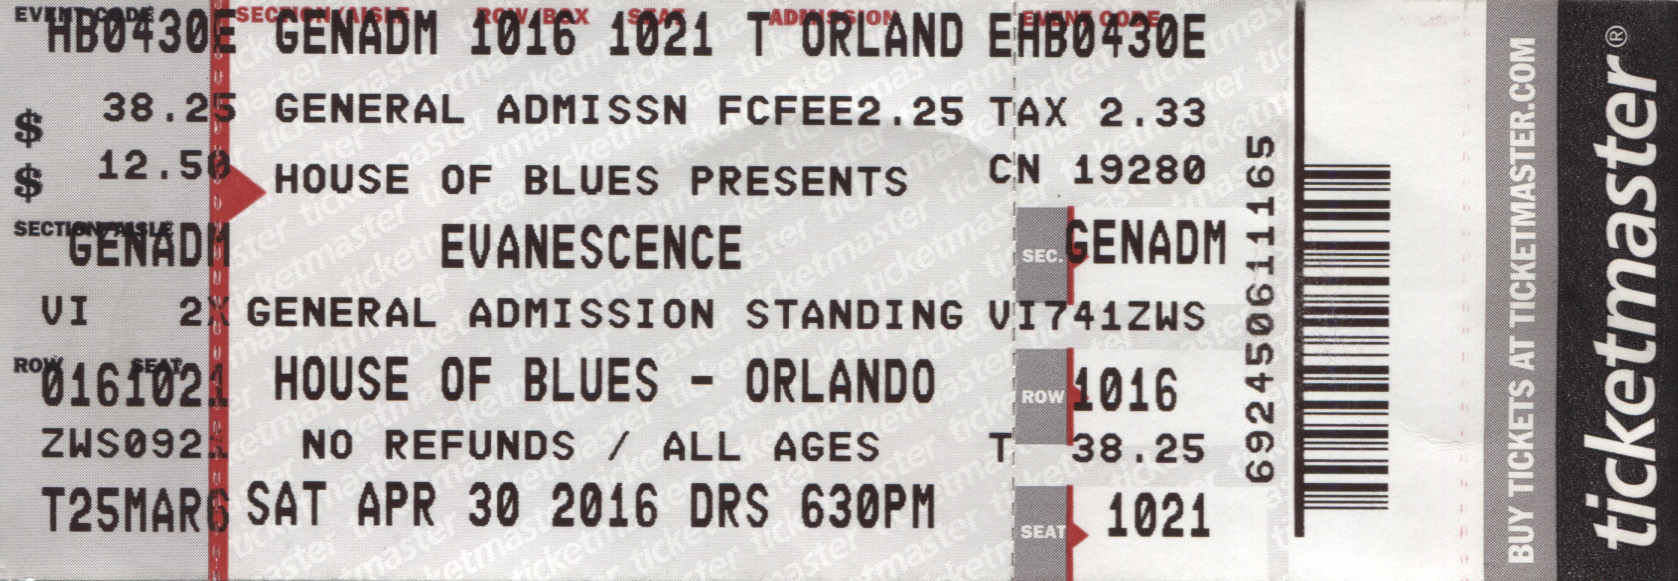 EVENT CODE SECTION/AISLE ROW/BOX SEAT ADMISSION EVENT CODE
HB0430E GENADM 1016 1021 T ORLAND EHB0430E
$ 38.25 GENERAL ADMISSN FCFEE2.25 TAX 2.33
$ 12.50 HOUSE OF BLUES PRESENTS CN 19280
SECTION/AISLE
GENADM EVANESCENCE SEC. GENADM
VI 2X GENERAL ADMISSION STANDING VI741ZWS
ROW SEAT
0161021 HOUSE OF BLUES - ORLANDO ROW 1016
ZWS092 NO REFUNDS / ALL AGES T 38.25
T25MAR6 SAT APR 30 2016 DRS 630PM SEAT 1021
692450611165
BUY TICKETS AT TICKETMASTER.COM
ticketmaster®